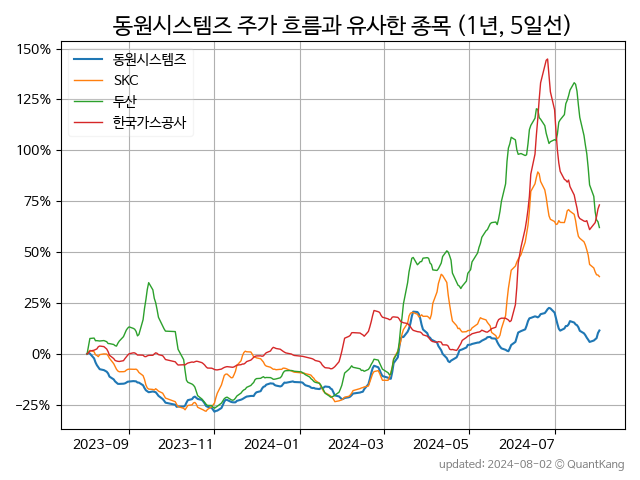 동원시스템즈 주가 흐름과 유사한 종목 (1년, 5일선)
150%
125%
100%
75%
50%
25%
0%
−25%
동원시스템즈
SKC
두산
한국가스공사
2023-09
2023-11
2024-01
2024-03
2024-05
2024-07
updated: 2024-08-02 © QuantKang